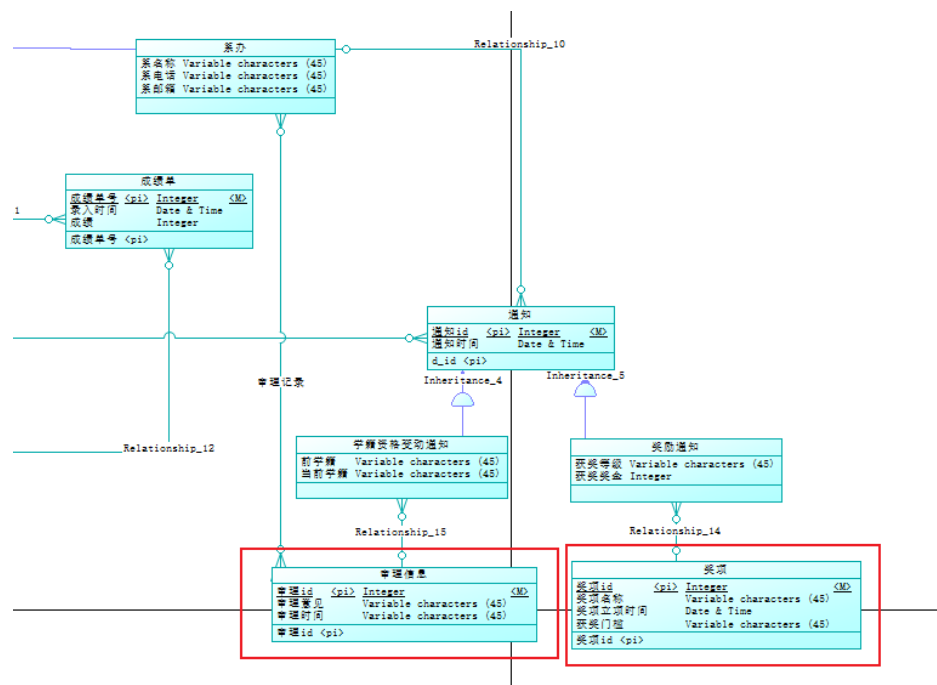 系办
Relationship_10
系名称 Variable characters (45)
系电话 Variable characters (45)
系邮箱 Variable characters (45)
成绩单
成绩单号 <pi> Integer <M>
录入时间 Date & Time
成绩 Integer
成绩单号 <pi>
1
通知
通知id <pi> Integer <M>
通知时间 Date & Time
d_id <pi>
Inheritance_4
Inheritance_5
审理记录
Relationship_12
学籍资格变动通知
前学籍 Variable characters (45)
当前学籍 Variable characters (45)
奖励通知
获奖等级 Variable characters (45)
获奖奖金 Integer
Relationship_15
Relationship_14
审理信息
审理id <pi> Integer <M>
审理意见 Variable characters (45)
审理时间 Variable characters (45)
审理id <pi>
奖项
奖项id <pi> Integer <M>
奖项名称 Variable characters (45)
奖项立项时间 Date & Time
获奖门槛 Variable characters (45)
奖项id <pi>